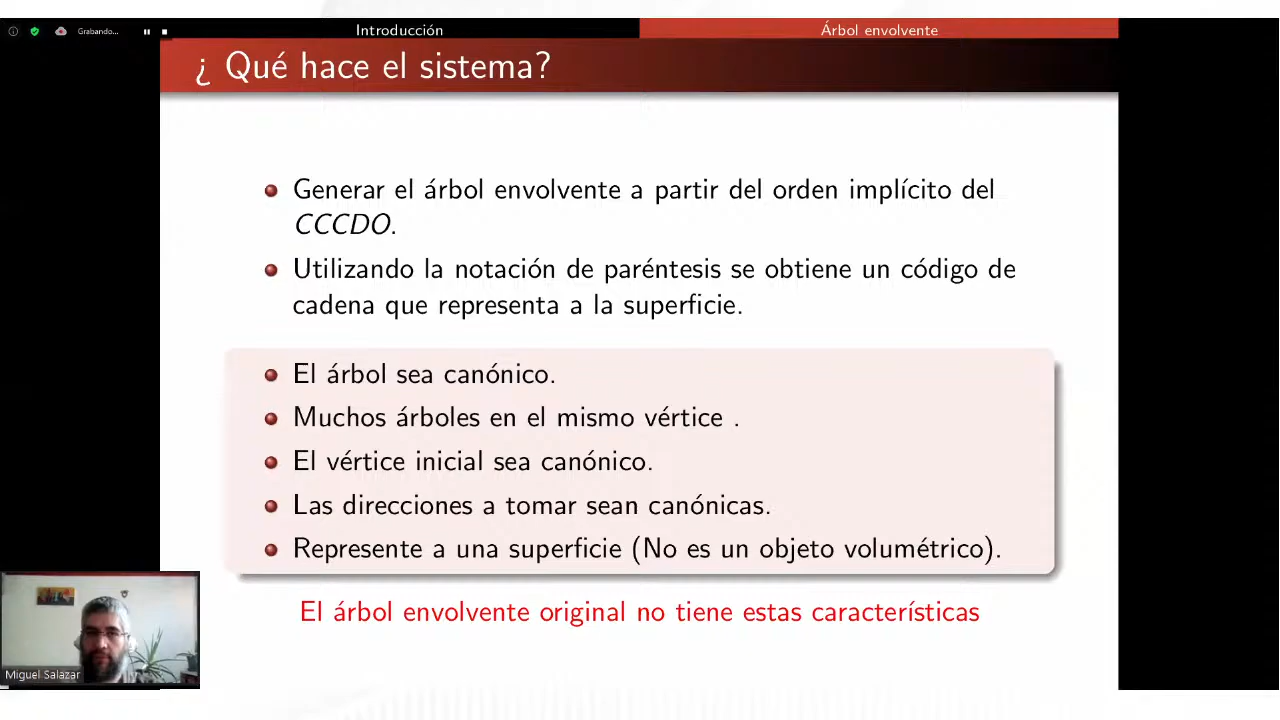 Grabando...
Introducción
Árbol envolvente
¿ Qué hace el sistema?
Generar el árbol envolvente a partir del orden implícito del
CCCDO.
Utilizando la notación de paréntesis se obtiene un código de
cadena que representa a la superficie.
El árbol sea canónico.
Muchos árboles en el mismo vértice .
El vértice inicial sea canónico.
Las direcciones a tomar sean canónicas.
Represente a una superficie (No es un objeto volumétrico).
El árbol envolvente original no tiene estas características
Miguel Salazar